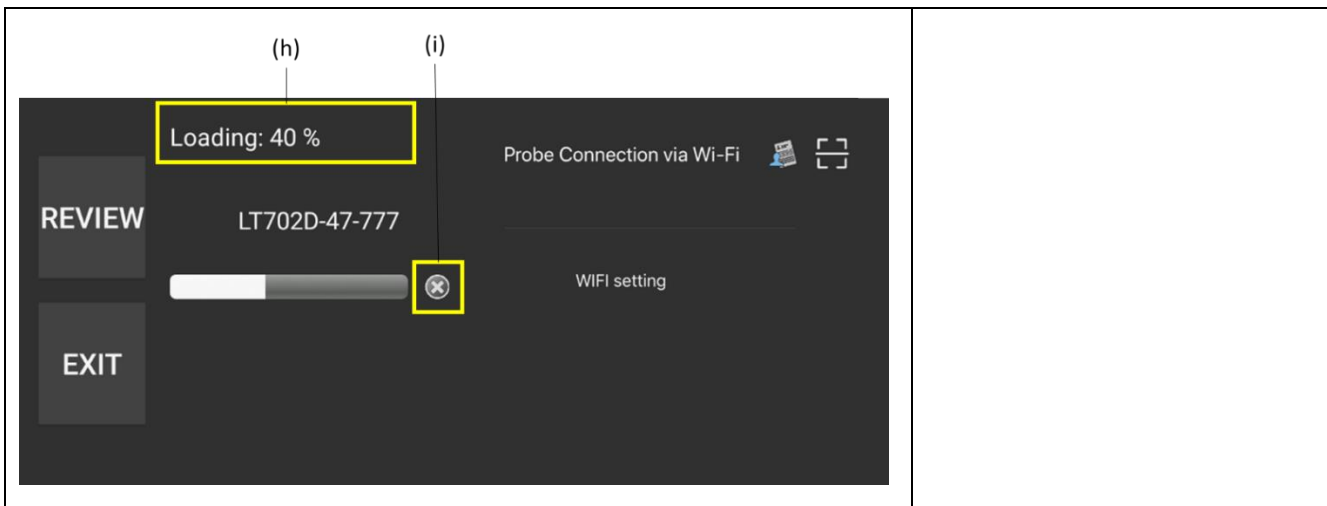 (h)
(i)
Loading: 40 %
Probe Connection via Wi-Fi
REVIEW
LT702D-47-777
WIFI setting
EXIT